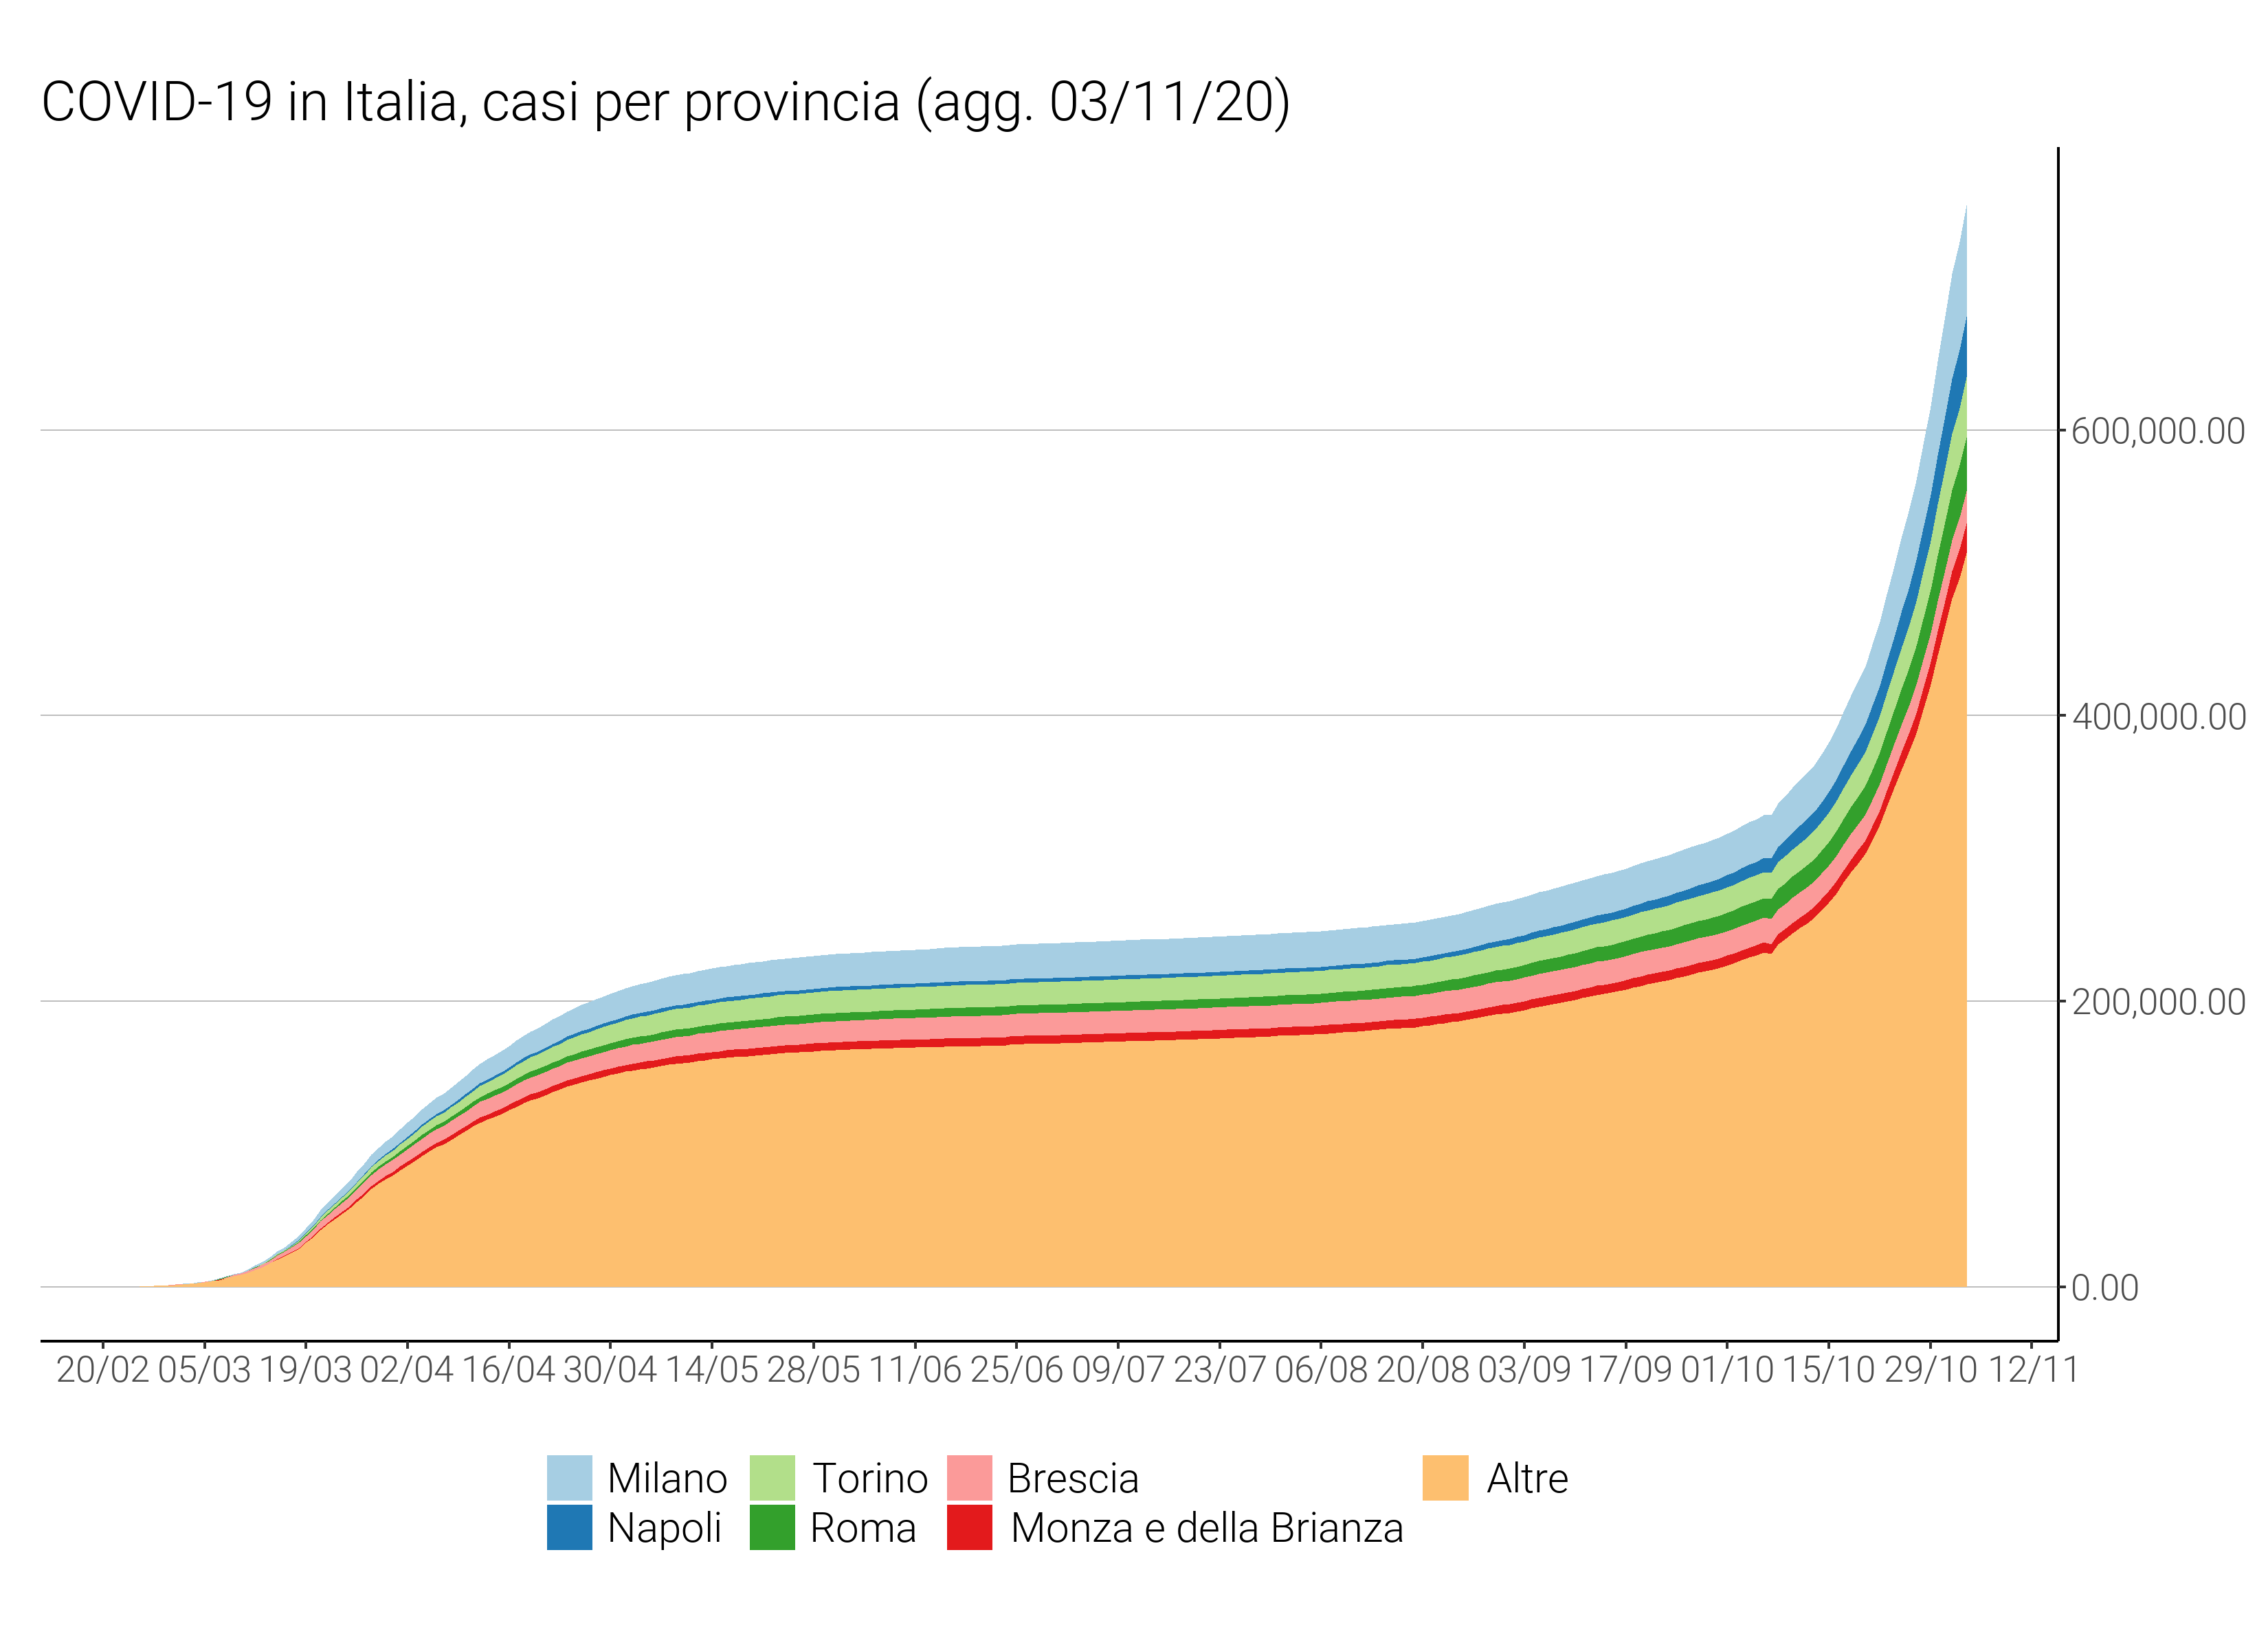 COVID-19 in Italia, casi per provincia (agg. 03/11/20)
600,000.00
400,000.00
200,000.00
0.00
20/02 05/03 19/03 02/04 16/04 30/04 14/05 28/05 11/06 25/06 09/07 23/07 06/08 20/08 03/09 17/09 01/10 15/10 29/10 12/11
Milano Torino Brescia Altre
Napoli Roma Monza e della Brianza